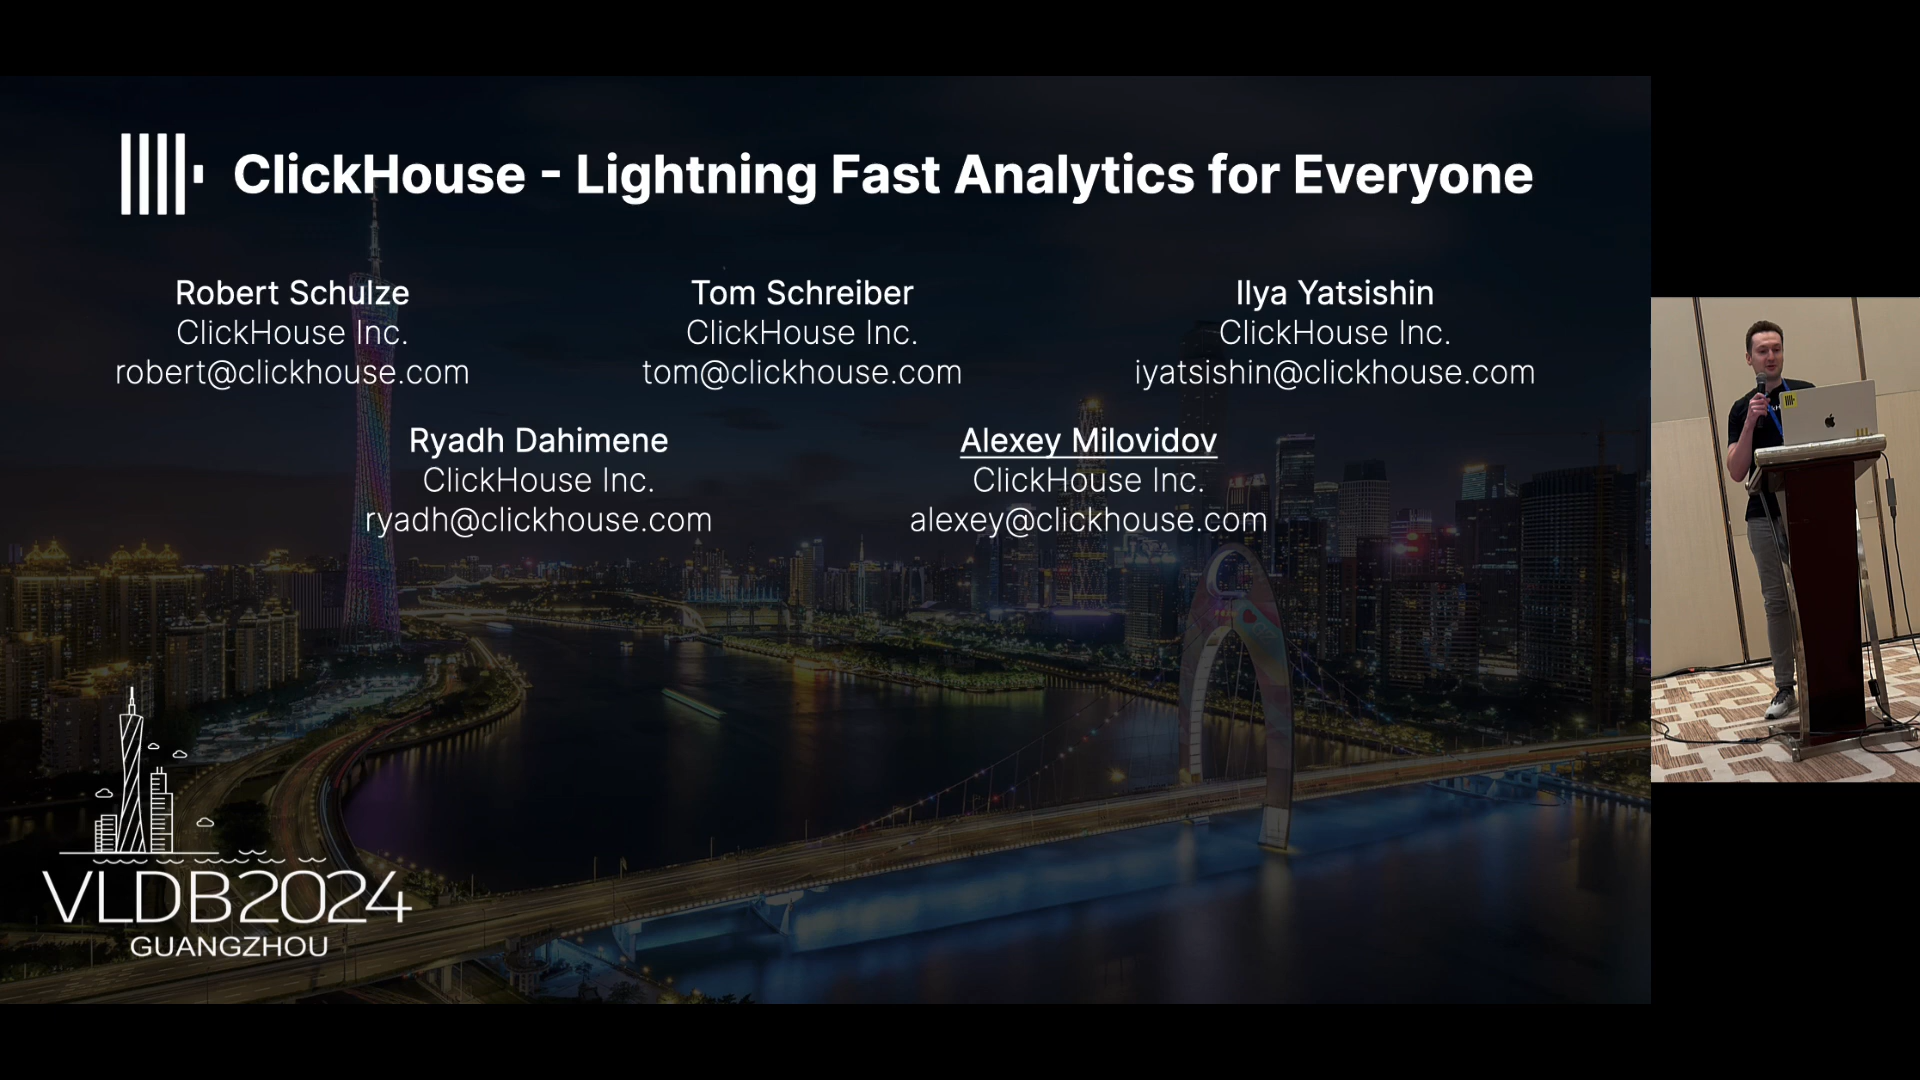 ClickHouse - Lightning Fast Analytics for Everyone
Robert Schulze
ClickHouse Inc.
robert@clickhouse.com
Tom Schreiber
ClickHouse Inc.
tom@clickhouse.com
Ilya Yatsishin
ClickHouse Inc.
iyatsishin@clickhouse.com
Ryadh Dahimene
ClickHouse Inc.
ryadh@clickhouse.com
Alexey Milovidov
ClickHouse Inc.
alexey@clickhouse.com
VLDB2024
GUANGZHOU